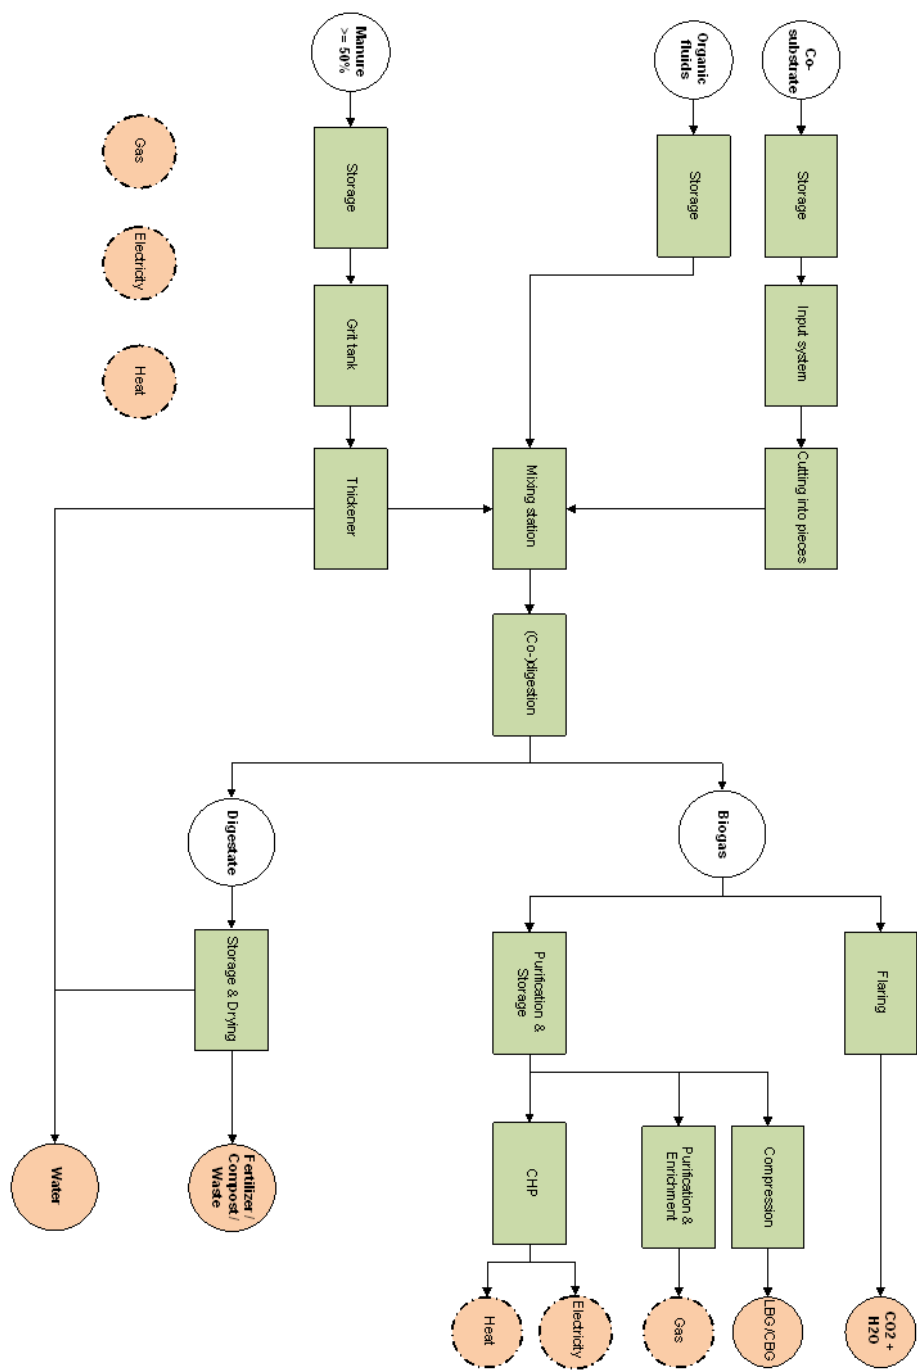 Co-
substrate
Storage
Input system
Cutting into pieces
Organic
fluids
Storage
Mixing station
(Co-)digestion
Manure
>= 50%
Storage
Grit tank
Thickener
Gas
Electricity
Heat
Biogas
Flaring
CO2 +
H2O
Purification &
Storage
Compression
LBG/CBG
Purification &
Enrichment
Gas
CHP
Electricity
Heat
Digestate
Storage & Drying
Fertilizer /
Compost /
Waste
Water